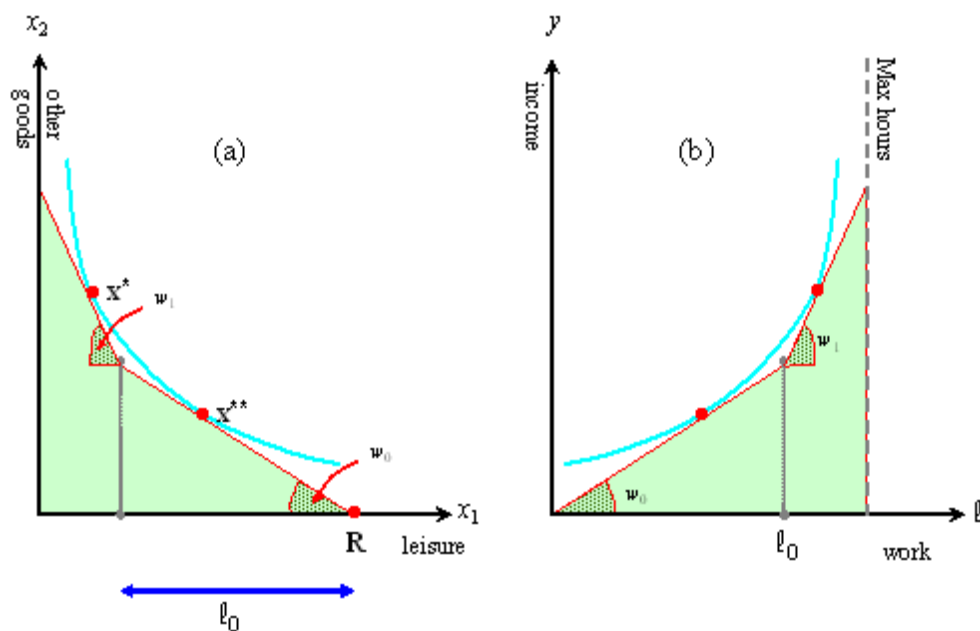 x2
other
goods
(a)
x*
w1
x**
w0
x1
R
leisure
ℓ0
y
income
(b)
Max hours
w1
w0
ℓ0
work
ℓ